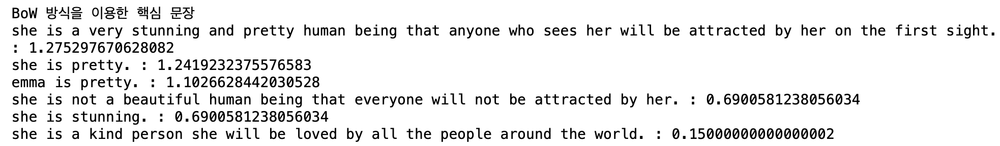 BoW 방식을 이용한 핵심 문장
she is a very stunning and pretty human being that anyone who sees her will be attracted by her on the first sight.
: 1.275297670628082
she is pretty. : 1.2419232375576583
emma is pretty. : 1.1026628442030528
she is not a beautiful human being that everyone will not be attracted by her. : 0.6900581238056034
she is stunning. : 0.6900581238056034
she is a kind person she will be loved by all the people around the world. : 0.15000000000000002